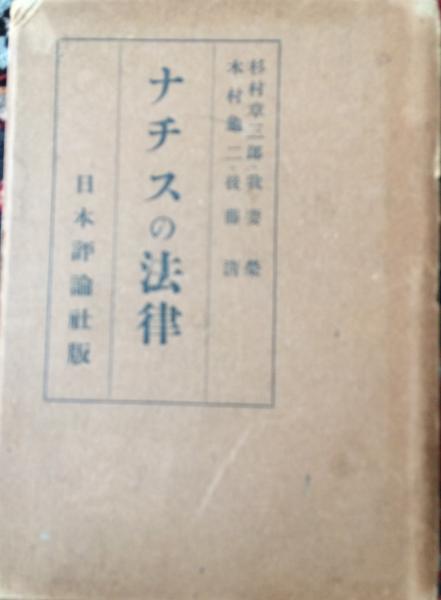 杉村章三郎・我妻榮
木村龜二・後藤清
ナチスの法律
日本評論社版